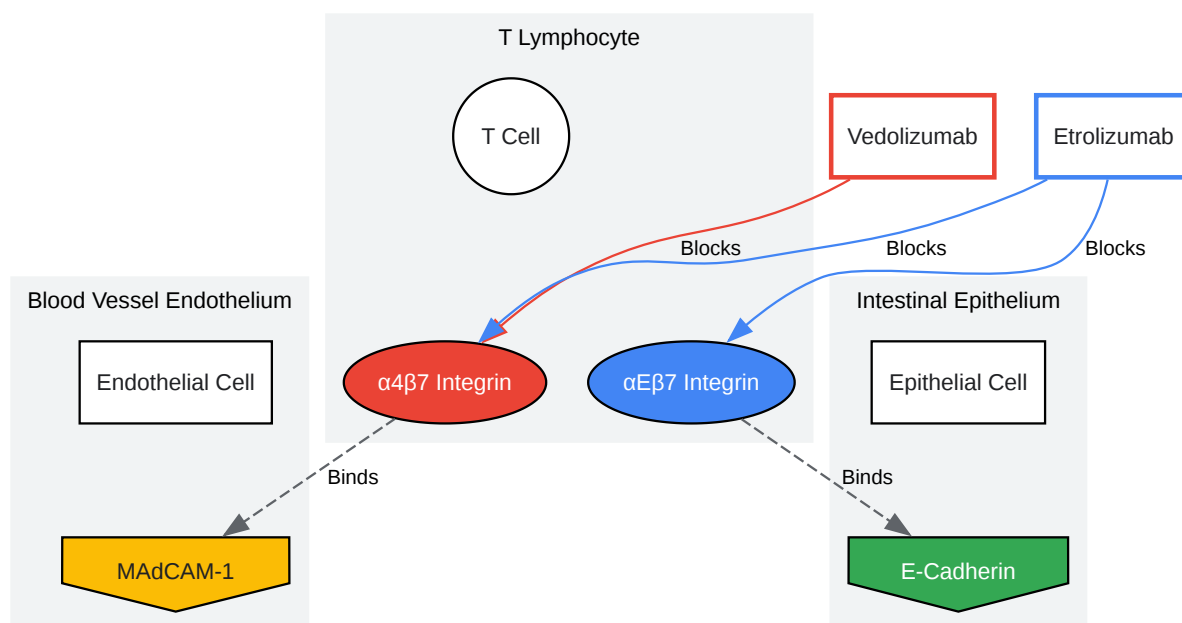 T Lymphocyte
T Cell
Vedolizumab
Etrolizumab
Blocks
Blocks
Blocks
Blood Vessel Endothelium
Intestinal Epithelium
Endothelial Cell
α4β7 Integrin
αEβ7 Integrin
Epithelial Cell
Binds
Binds
MAdCAM-1
E-Cadherin